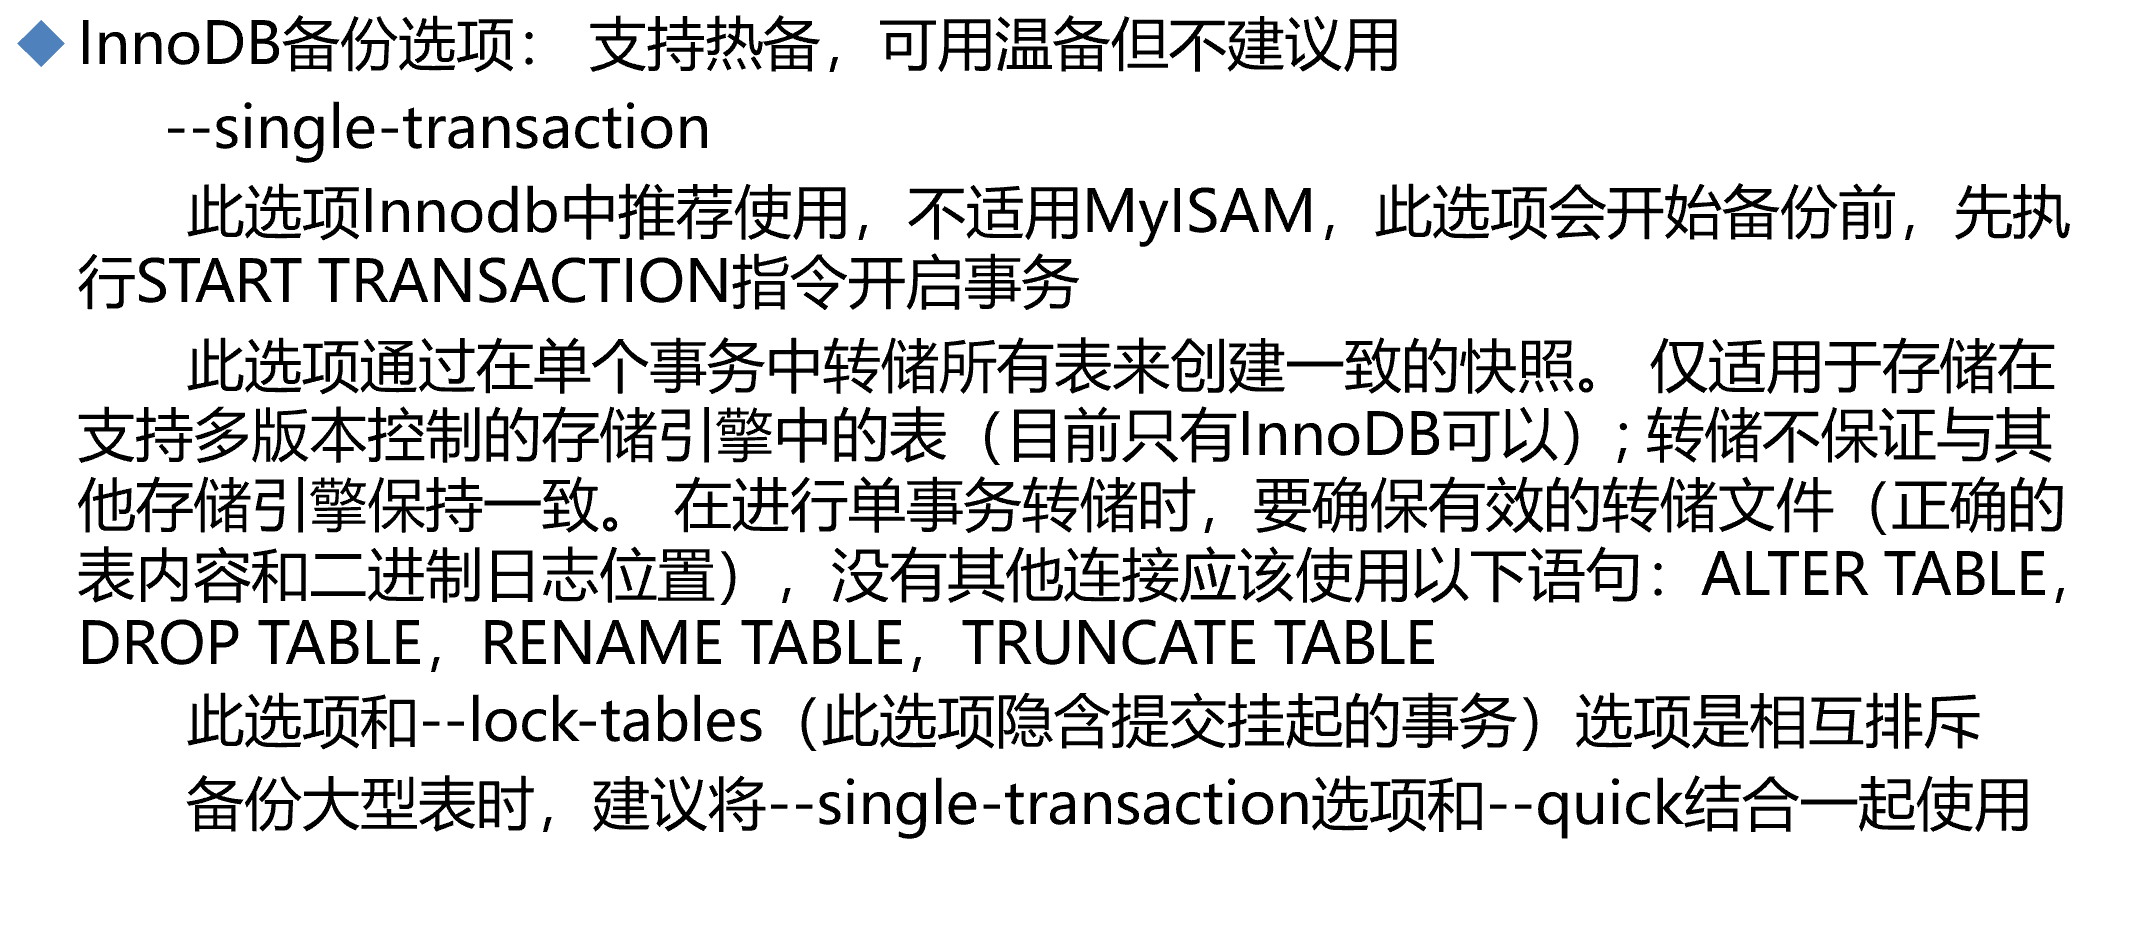 InnoDB备份选项： 支持热备，可用温备但不建议用
--single-transaction
此选项Innodb中推荐使用，不适用MyISAM，此选项会开始备份前，先执
行START TRANSACTION指令开启事务
此选项通过在单个事务中转储所有表来创建一致的快照。 仅适用于存储在
支持多版本控制的存储引擎中的表（目前只有InnoDB可以）; 转储不保证与其
他存储引擎保持一致。 在进行单事务转储时，要确保有效的转储文件（正确的
表内容和二进制日志位置），没有其他连接应该使用以下语句：ALTER TABLE，
DROP TABLE，RENAME TABLE，TRUNCATE TABLE
此选项和--lock-tables（此选项隐含提交挂起的事务）选项是相互排斥
备份大型表时，建议将--single-transaction选项和--quick结合一起使用